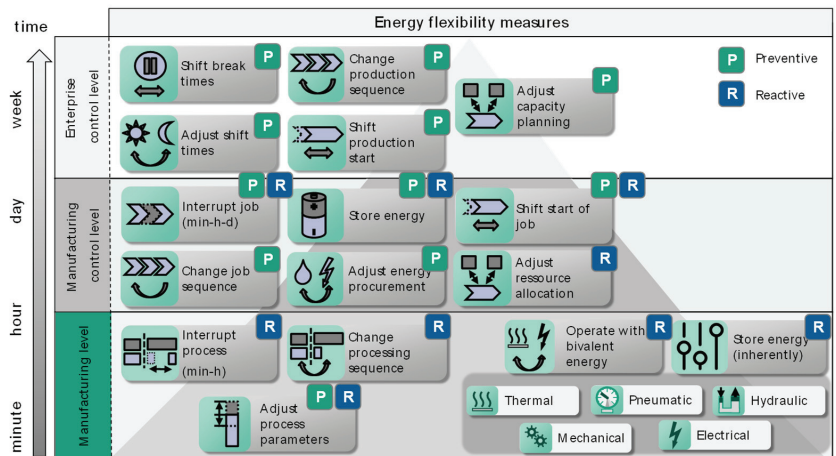 Energy flexibility measures
time
week
day
hour
minute
Enterprise
control level
Manufacturing
control level
Manufacturing level
P
Preventive
R
Reactive
Shift break
times
P
Change
production
sequence
P
Adjust
capacity
planning
P
Adjust shift
times
P
Shift
production
start
P
Interrupt job
(min-h-d)
P R
Store energy
P R
Shift start of
job
P R
Change job
sequence
P
Adjust energy
procurement
P
Adjust
ressource
allocation
R
Interrupt
process
(min-h)
R
Change
processing
sequence
R
Operate with
bivalent
energy
R
Store energy
(inherently)
R
Adjust
process
parameters
P R
Thermal
Pneumatic
Hydraulic
Mechanical
Electrical